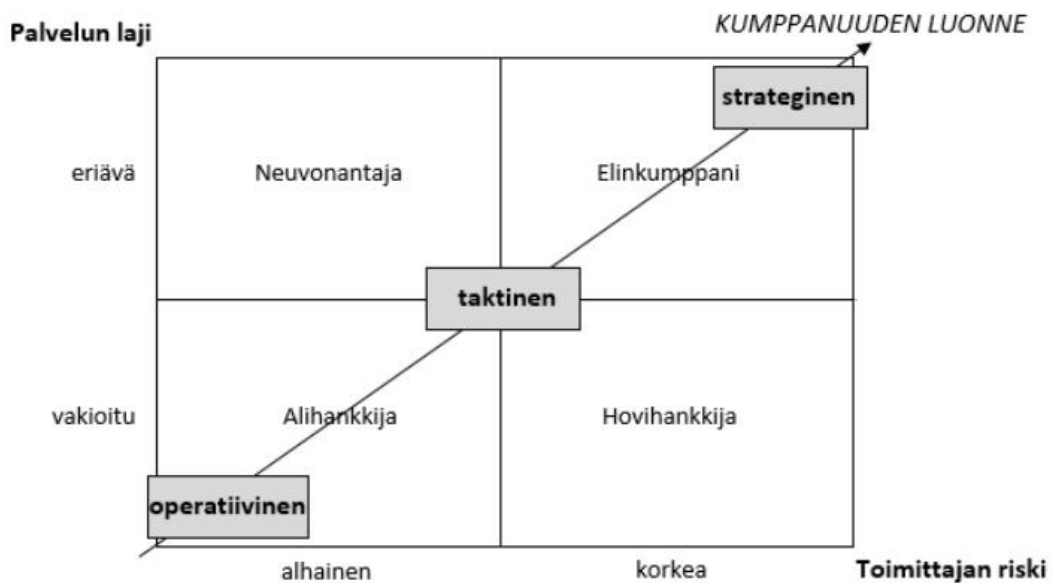 KUMPPANUUDEN LUONNE
Palvelun laji
strateginen
eriävä
Neuvonantaja
Elinkumppani
taktinen
vakioitu
Alihankkija
Hovihankkija
operatiivinen
alhainen
korkea
Toimittajan riski